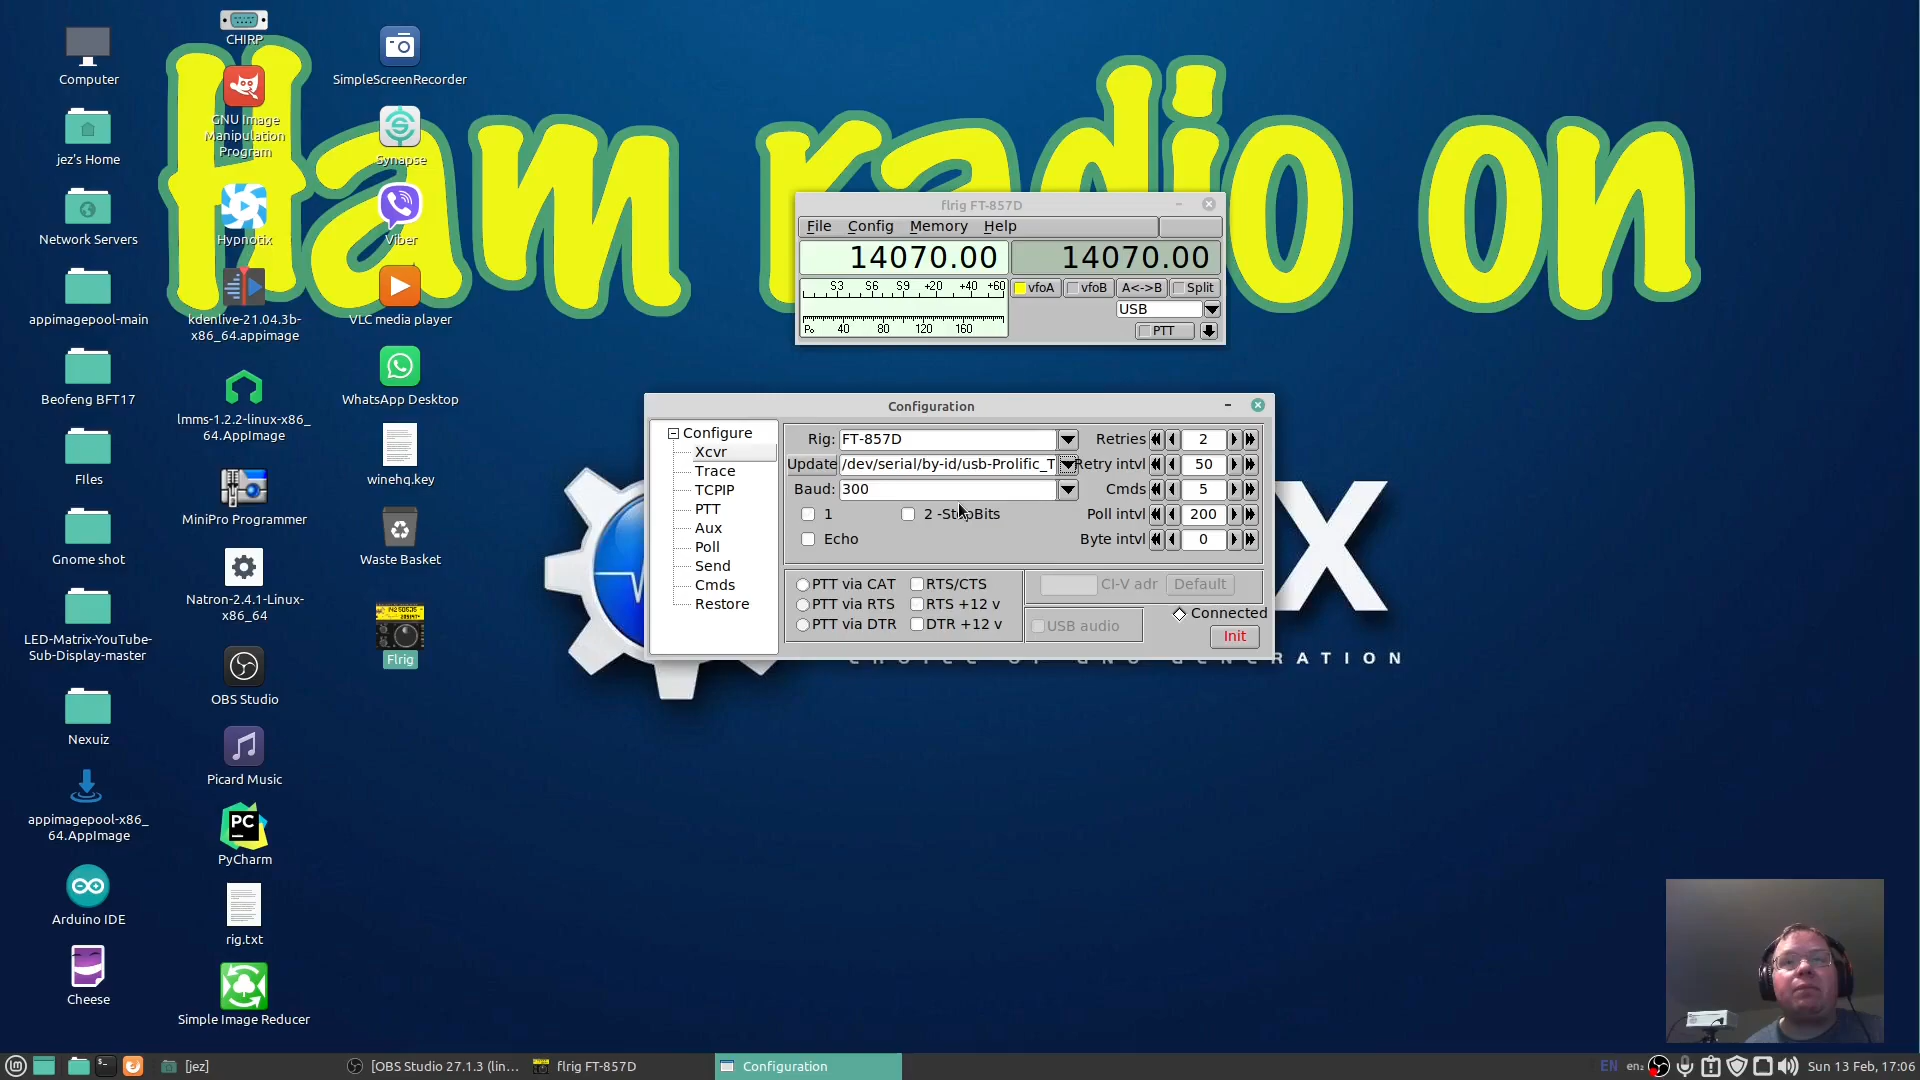 Ham radio on
Computer
jez's Home
Network Servers
appimagepool-main
Beofeng BFT17
FIles
Gnome shot
LED-Matrix-YouTube-
Sub-Display-master
Nexuiz
appimagepool-x86_
64.AppImage
Arduino IDE
Cheese
CHIRP
GNU Image
Manipulation
Program
Hypnotix
kdenlive-21.04.3b-
x86_64.appimage
lmms-1.2.2-linux-x86_
64.AppImage
MiniPro Programmer
Natron-2.4.1-Linux-
x86_64
OBS Studio
Picard Music
PC
PyCharm
rig.txt
Simple Image Reducer
SimpleScreenRecorder
Synapse
Viber
VLC media player
WhatsApp Desktop
winehq.key
Waste Basket
Flrig
flrig FT-857D
File Config Memory Help
14070.00 14070.00
S3 S6 S9 +20 +40 +60
vfoA vfoB A<->B Split
USB
Po 40 80 120 160
PTT
Configuration
Configure
Xcvr
Trace
TCPIP
PTT
Aux
Poll
Send
Cmds
Restore
Rig: FT-857D
Update /dev/serial/by-id/usb-Prolific_T
Baud: 300
1 2 -StopBits
Echo
Retries 2
Retry intvl 50
Cmds 5
Poll intvl 200
Byte intvl 0
PTT via CAT RTS/CTS
PTT via RTS RTS +12 v
PTT via DTR DTR +12 v
CI-V adr Default
USB audio
Connected
Init
X
[jez] [OBS Studio 27.1.3 (lin... flrig FT-857D Configuration
EN en₂ Sun 13 Feb, 17:06